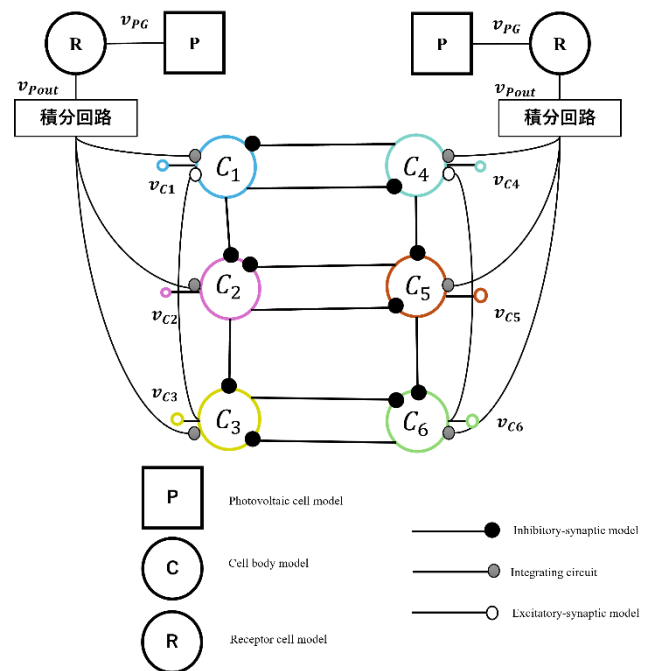 R
v_PG
P
P
v_PG
R
v_Pout
v_Pout
積分回路
積分回路
C_1
C_4
v_C1
v_C4
C_2
C_5
v_C2
v_C5
v_C3
C_3
C_6
v_C6
P
Photovoltaic cell model
C
Cell body model
R
Receptor cell model
Inhibitory-synaptic model
Integrating circuit
Excitatory-synaptic model